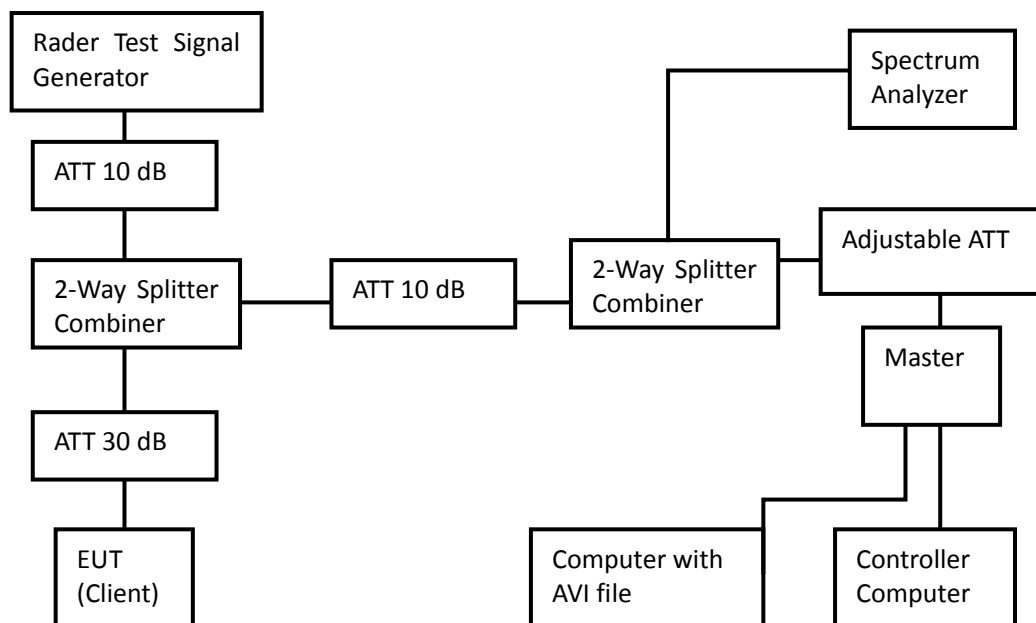 Rader Test Signal
Generator
Spectrum
Analyzer
ATT 10 dB
Adjustable ATT
2-Way Splitter
Combiner
ATT 10 dB
2-Way Splitter
Combiner
Master
ATT 30 dB
EUT
(Client)
Computer with
AVI file
Controller
Computer